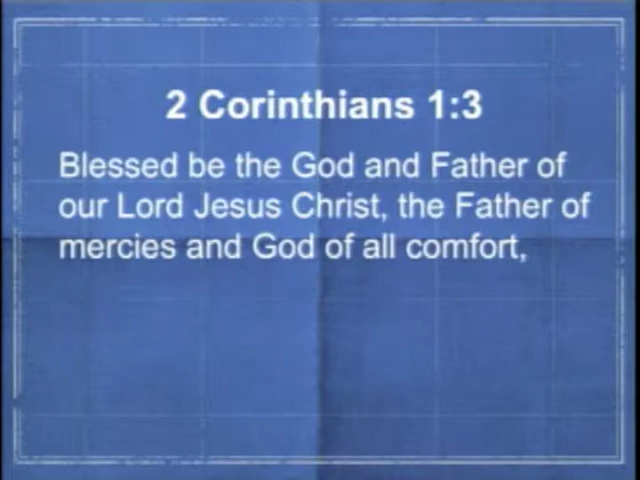 2 Corinthians 1:3
Blessed be the God and Father of
our Lord Jesus Christ, the Father of
mercies and God of all comfort,